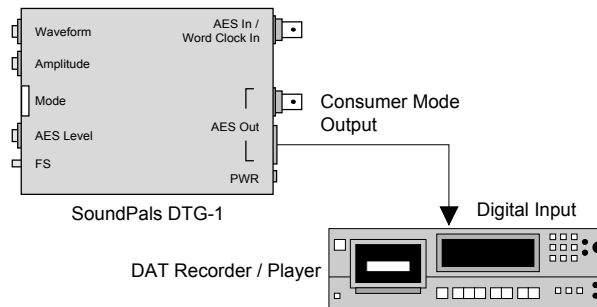 Waveform
AES In /
Word Clock In
Amplitude
Mode
Consumer Mode
Output
AES Out
AES Level
FS
PWR
SoundPals DTG-1
Digital Input
DAT Recorder / Player